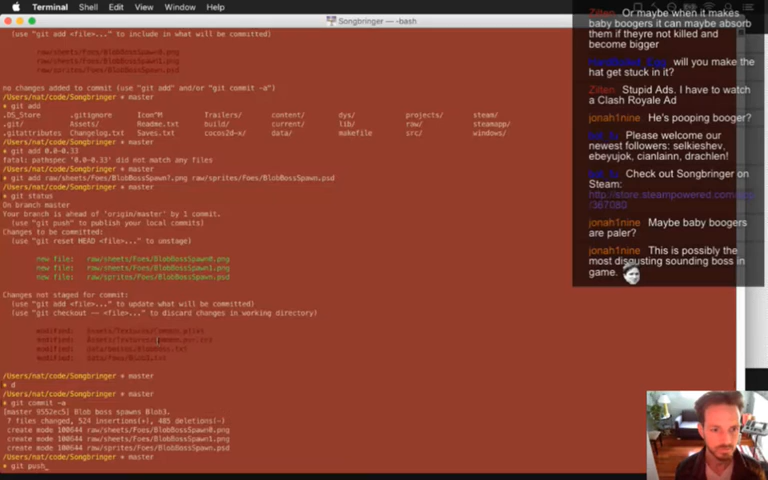 Terminal Shell Edit View Window Help
Songbringer — -bash
(use "git add <file>..." to include in what will be committed)
raw/sheets/Foes/BlobBossSpawn0.png
raw/sheets/Foes/BlobBossSpawn1.png
raw/sprites/Foes/BlobBossSpawn.psd
no changes added to commit (use "git add" and/or "git commit -a")
/Users/nat/code/Songbringer * master
git add
.DS_Store .gitignore Icon^M Trailers/ content/ dys/ projects/ steam/
.git/ Assets/ Readme.txt build/ current/ lib/ raw/ steamapp/
.gitattributes Changelog.txt Saves.txt cocos2d-x/ data/ makefile src/ windows/
/Users/nat/code/Songbringer * master
git add 0.0~0.33
fatal: pathspec '0.0~0.33' did not match any files
/Users/nat/code/Songbringer * master
git add raw/sheets/Foes/BlobBossSpawn?.png raw/sprites/Foes/BlobBossSpawn.psd
/Users/nat/code/Songbringer * master
git status
On branch master
Your branch is ahead of 'origin/master' by 1 commit.
(use "git push" to publish your local commits)
Changes to be committed:
(use "git reset HEAD <file>..." to unstage)
new file: raw/sheets/Foes/BlobBossSpawn0.png
new file: raw/sheets/Foes/BlobBossSpawn1.png
new file: raw/sprites/Foes/BlobBossSpawn.psd
Changes not staged for commit:
(use "git add <file>..." to update what will be committed)
(use "git checkout -- <file>..." to discard changes in working directory)
modified:
modified:
modified:
modified:
/Users/nat/code/Songbringer * master
d
/Users/nat/code/Songbringer * master
git commit -a
[master 9552ec5] Blob boss spawns Blob3.
7 files changed, 524 insertions(+), 485 deletions(-)
create mode 100644 raw/sheets/Foes/BlobBossSpawn0.png
create mode 100644 raw/sheets/Foes/BlobBossSpawn1.png
create mode 100644 raw/sprites/Foes/BlobBossSpawn.psd
/Users/nat/code/Songbringer * master
git push
Zilten Or maybe when it makes
baby boogers it can maybe absorb
them if theyre not killed and
become bigger
will you make the
hat get stuck in it?
Zilten Stupid Ads. I have to watch
a Clash Royale Ad
jonah1nine He's pooping booger?
Please welcome our
newest followers: selkieshev,
ebeyujok, cianlainn, drachlen!
Check out Songbringer on
Steam:
http://store.steampowered.com/app
/367080
jonah1nine Maybe baby boogers
are paler?
jonah1nine This is possibly the
most disgusting sounding boss in
game.